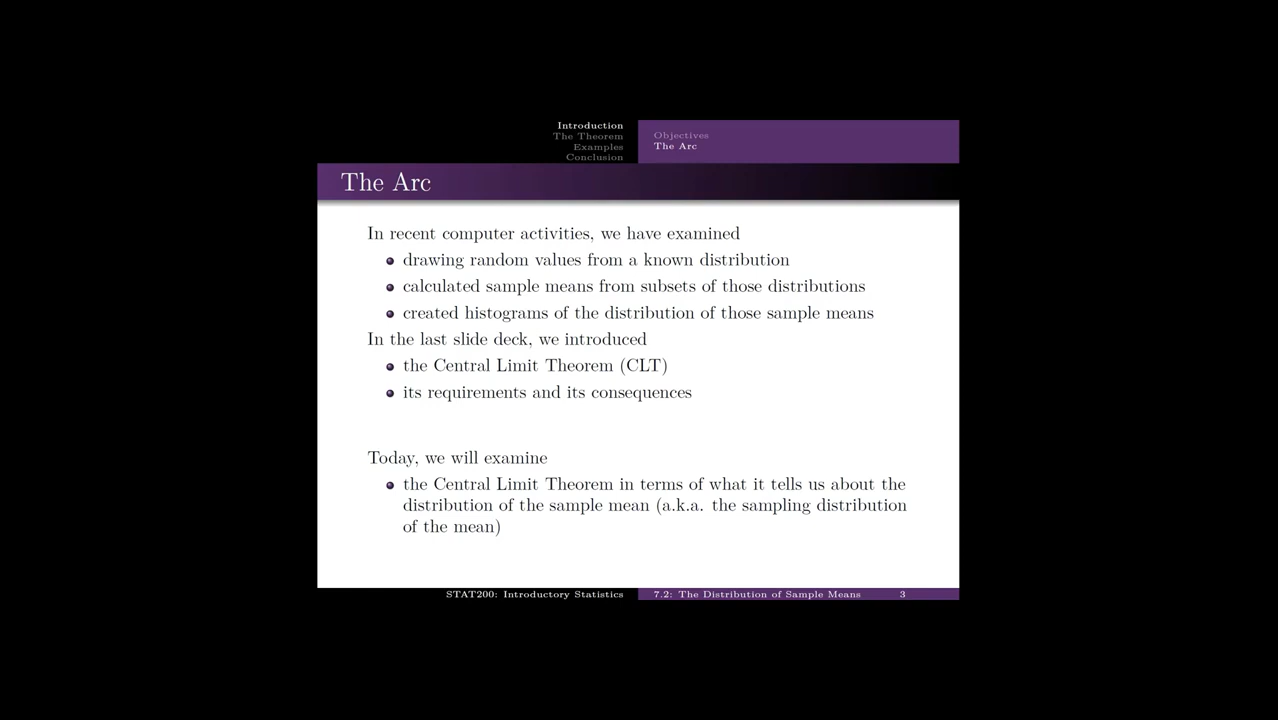 Introduction
The Theorem
Examples
Conclusion
Objectives
The Arc
The Arc
In recent computer activities, we have examined
drawing random values from a known distribution
calculated sample means from subsets of those distributions
created histograms of the distribution of those sample means
In the last slide deck, we introduced
the Central Limit Theorem (CLT)
its requirements and its consequences
Today, we will examine
the Central Limit Theorem in terms of what it tells us about the
distribution of the sample mean (a.k.a. the sampling distribution
of the mean)
STAT200: Introductory Statistics
7.2: The Distribution of Sample Means 3